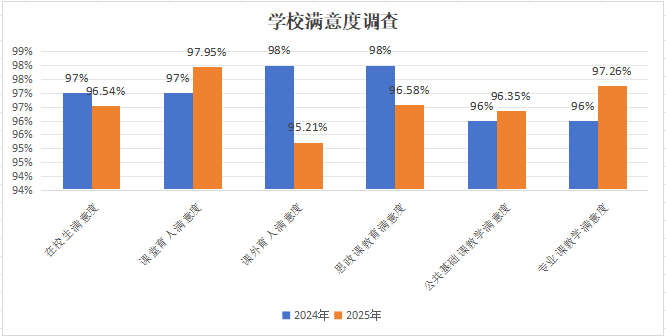 学校满意度调查
99%
98%
98%
97%
97%
96%
96%
95%
95%
94%
94%
97%
96.54%
97%
97.95%
98%
95.21%
98%
96.58%
96%
96.35%
96%
97.26%
在校生满意度
课堂育人满意度
课外育人满意度
思政课教育满意度
公共基础课教学满意度
专业课教学满意度
2024年
2025年